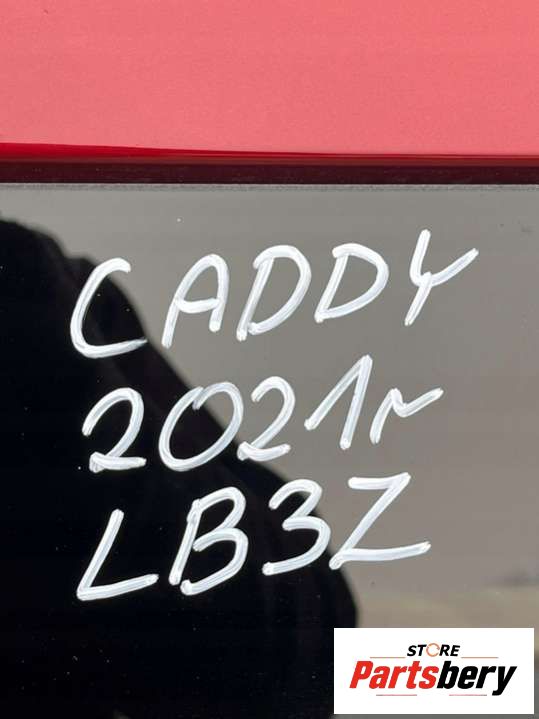 CADDY
2021r
LB3Z
STORE
Partsbery